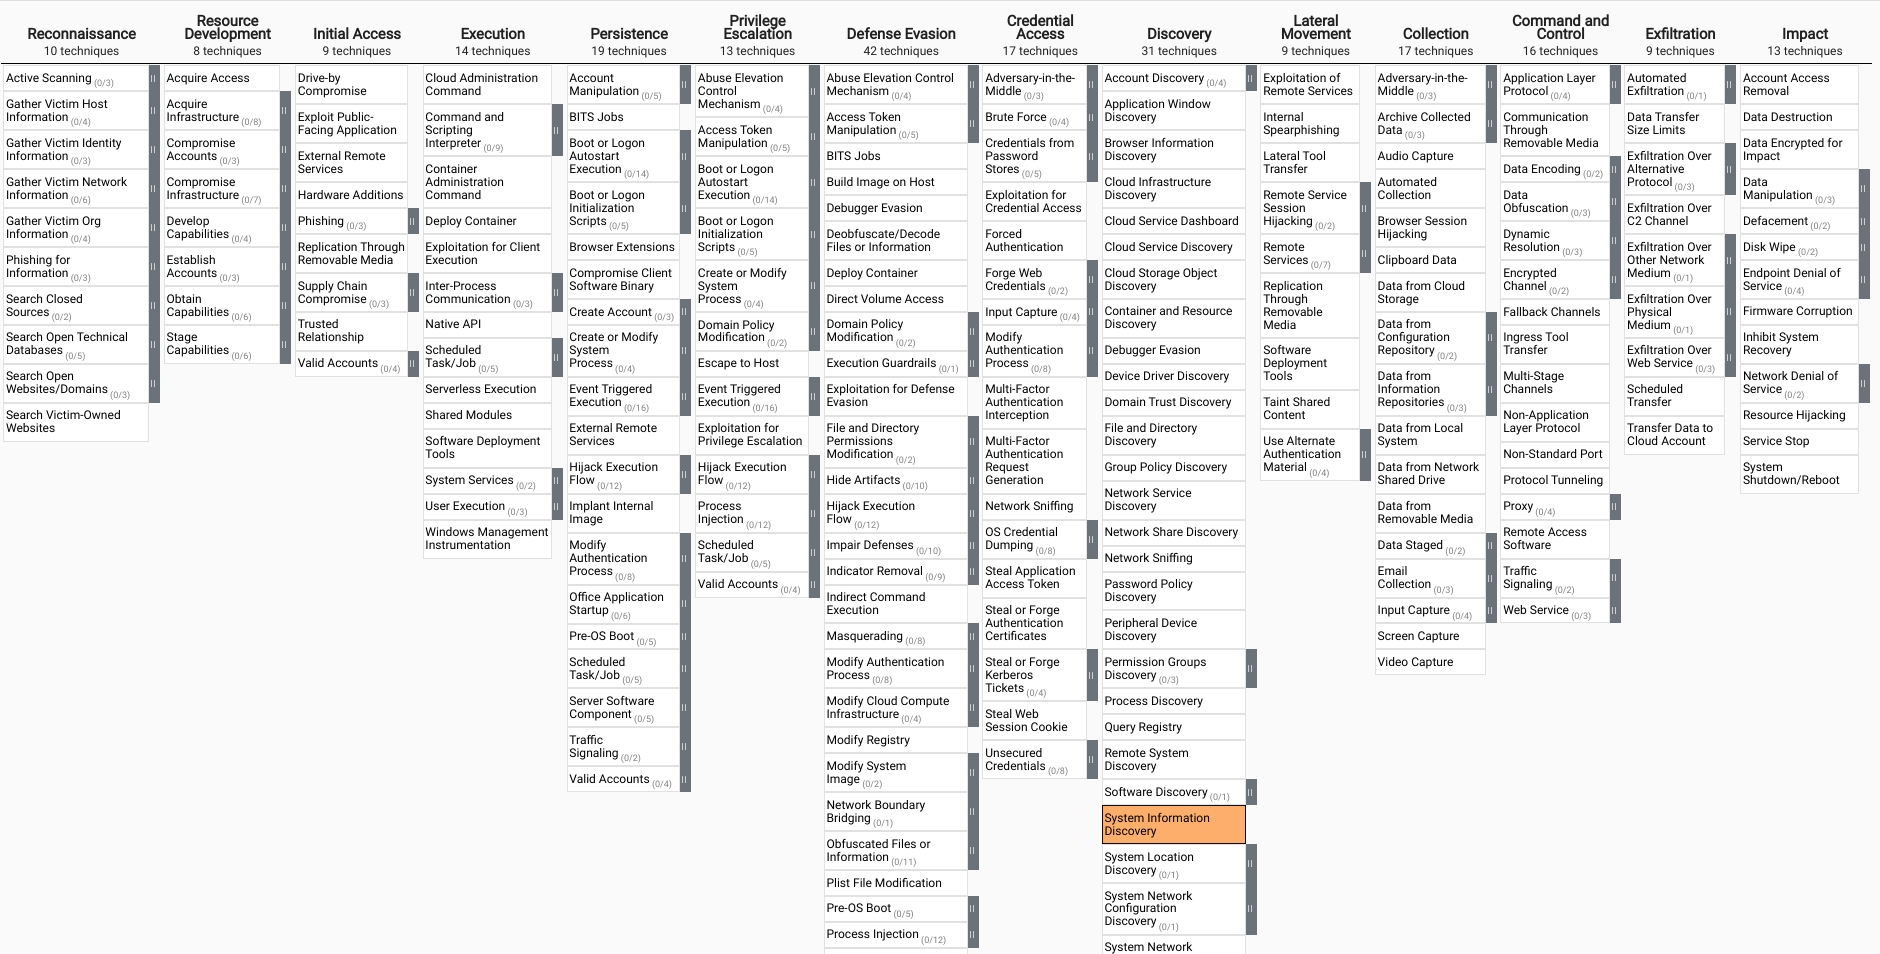 Reconnaissance
10 techniques
Active Scanning (0/3)
Gather Victim Host
Information (0/4)
Gather Victim Identity
Information (0/3)
Gather Victim Network
Information (0/6)
Gather Victim Org
Information (0/4)
Phishing for
Information (0/3)
Search Closed
Sources (0/2)
Search Open Technical
Databases (0/5)
Search Open
Websites/Domains (0/3)
Search Victim-Owned
Websites
Resource
Development
8 techniques
Acquire Access
Acquire
Infrastructure (0/8)
Compromise
Accounts (0/3)
Compromise
Infrastructure (0/7)
Develop
Capabilities (0/4)
Establish
Accounts (0/3)
Obtain
Capabilities (0/6)
Stage
Capabilities (0/6)
Initial Access
9 techniques
Drive-by
Compromise
Exploit Public-
Facing Application
External Remote
Services
Hardware Additions
Phishing (0/3)
Replication Through
Removable Media
Supply Chain
Compromise (0/3)
Trusted
Relationship
Valid Accounts (0/4)
Execution
14 techniques
Cloud Administration
Command
Command and
Scripting
Interpreter (0/9)
Container
Administration
Command
Deploy Container
Exploitation for Client
Execution
Inter-Process
Communication (0/3)
Native API
Scheduled
Task/Job (0/5)
Serverless Execution
Shared Modules
Software Deployment
Tools
System Services (0/2)
User Execution (0/3)
Windows Management
Instrumentation
Persistence
19 techniques
Account
Manipulation (0/5)
BITS Jobs
Boot or Logon
Autostart
Execution (0/14)
Boot or Logon
Initialization
Scripts (0/5)
Browser Extensions
Compromise Client
Software Binary
Create Account (0/3)
Create or Modify
System
Process (0/4)
Event Triggered
Execution (0/16)
External Remote
Services
Hijack Execution
Flow (0/12)
Implant Internal
Image
Modify
Authentication
Process (0/8)
Office Application
Startup (0/6)
Pre-OS Boot (0/5)
Scheduled
Task/Job (0/5)
Server Software
Component (0/5)
Traffic
Signaling (0/2)
Valid Accounts (0/4)
Privilege
Escalation
13 techniques
Abuse Elevation
Control
Mechanism (0/4)
Access Token
Manipulation (0/5)
Boot or Logon
Autostart
Execution (0/14)
Boot or Logon
Initialization
Scripts (0/5)
Create or Modify
System
Process (0/4)
Domain Policy
Modification (0/2)
Escape to Host
Event Triggered
Execution (0/16)
Exploitation for
Privilege Escalation
Hijack Execution
Flow (0/12)
Process
Injection (0/12)
Scheduled
Task/Job (0/5)
Valid Accounts (0/4)
Defense Evasion
42 techniques
Abuse Elevation Control
Mechanism (0/4)
Access Token
Manipulation (0/5)
BITS Jobs
Build Image on Host
Debugger Evasion
Deobfuscate/Decode
Files or Information
Deploy Container
Direct Volume Access
Domain Policy
Modification (0/2)
Execution Guardrails (0/1)
Exploitation for Defense
Evasion
File and Directory
Permissions
Modification (0/2)
Hide Artifacts (0/10)
Hijack Execution
Flow (0/12)
Impair Defenses (0/10)
Indicator Removal (0/9)
Indirect Command
Execution
Masquerading (0/8)
Modify Authentication
Process (0/8)
Modify Cloud Compute
Infrastructure (0/4)
Modify Registry
Modify System
Image (0/2)
Network Boundary
Bridging (0/1)
Obfuscated Files or
Information (0/11)
Plist File Modification
Pre-OS Boot (0/5)
Process Injection (0/12)
Credential
Access
17 techniques
Adversary-in-the-
Middle (0/3)
Brute Force (0/4)
Credentials from
Password
Stores (0/5)
Exploitation for
Credential Access
Forced
Authentication
Forge Web
Credentials (0/2)
Input Capture (0/4)
Modify
Authentication
Process (0/8)
Multi-Factor
Authentication
Interception
Multi-Factor
Authentication
Request
Generation
Network Sniffing
OS Credential
Dumping (0/8)
Steal Application
Access Token
Steal or Forge
Authentication
Certificates
Steal or Forge
Kerberos
Tickets (0/4)
Steal Web
Session Cookie
Unsecured
Credentials (0/8)
Discovery
31 techniques
Account Discovery (0/4)
Application Window
Discovery
Browser Information
Discovery
Cloud Infrastructure
Discovery
Cloud Service Dashboard
Cloud Service Discovery
Cloud Storage Object
Discovery
Container and Resource
Discovery
Debugger Evasion
Device Driver Discovery
Domain Trust Discovery
File and Directory
Discovery
Group Policy Discovery
Network Service
Discovery
Network Share Discovery
Network Sniffing
Password Policy
Discovery
Peripheral Device
Discovery
Permission Groups
Discovery (0/3)
Process Discovery
Query Registry
Remote System
Discovery
Software Discovery (0/1)
System Information
Discovery
System Location
Discovery (0/1)
System Network
Configuration
Discovery (0/1)
System Network
Lateral
Movement
9 techniques
Exploitation of
Remote Services
Internal
Spearphishing
Lateral Tool
Transfer
Remote Service
Session
Hijacking (0/2)
Remote
Services (0/7)
Replication
Through
Removable
Media
Software
Deployment
Tools
Taint Shared
Content
Use Alternate
Authentication
Material (0/4)
Collection
17 techniques
Adversary-in-the-
Middle (0/3)
Archive Collected
Data (0/3)
Audio Capture
Automated
Collection
Browser Session
Hijacking
Clipboard Data
Data from Cloud
Storage
Data from
Configuration
Repository (0/2)
Data from
Information
Repositories (0/3)
Data from Local
System
Data from Network
Shared Drive
Data from
Removable Media
Data Staged (0/2)
Email
Collection (0/3)
Input Capture (0/4)
Screen Capture
Video Capture
Command and
Control
16 techniques
Application Layer
Protocol (0/4)
Communication
Through
Removable Media
Data Encoding (0/2)
Data
Obfuscation (0/3)
Dynamic
Resolution (0/3)
Encrypted
Channel (0/2)
Fallback Channels
Ingress Tool
Transfer
Multi-Stage
Channels
Non-Application
Layer Protocol
Non-Standard Port
Protocol Tunneling
Proxy (0/4)
Remote Access
Software
Traffic
Signaling (0/2)
Web Service (0/3)
Exfiltration
9 techniques
Automated
Exfiltration (0/1)
Data Transfer
Size Limits
Exfiltration Over
Alternative
Protocol (0/3)
Exfiltration Over
C2 Channel
Exfiltration Over
Other Network
Medium (0/1)
Exfiltration Over
Physical
Medium (0/1)
Exfiltration Over
Web Service (0/3)
Scheduled
Transfer
Transfer Data to
Cloud Account
Impact
13 techniques
Account Access
Removal
Data Destruction
Data Encrypted for
Impact
Data
Manipulation (0/3)
Defacement (0/2)
Disk Wipe (0/2)
Endpoint Denial of
Service (0/4)
Firmware Corruption
Inhibit System
Recovery
Network Denial of
Service (0/2)
Resource Hijacking
Service Stop
System
Shutdown/Reboot